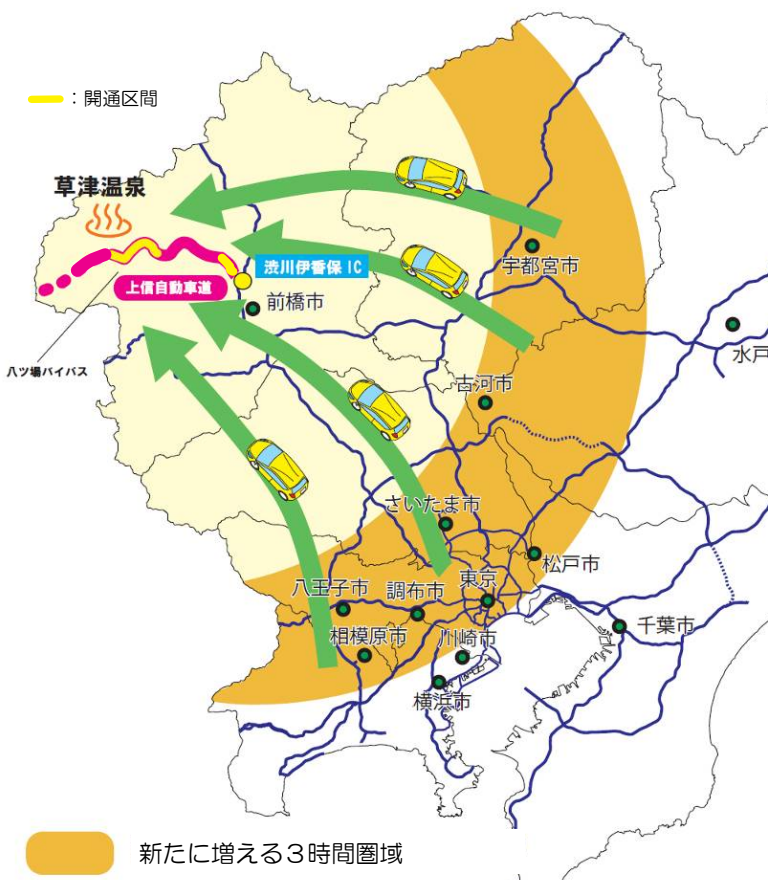 ：開通区間
草津温泉
渋川伊香保IC
上信自動車道
前橋市
八ツ場バイパス
宇都宮市
水戸
古河市
さいたま市
松戸市
八王子市
調布市
東京
千葉市
相模原市
川崎市
横浜市
新たに増える３時間圏域